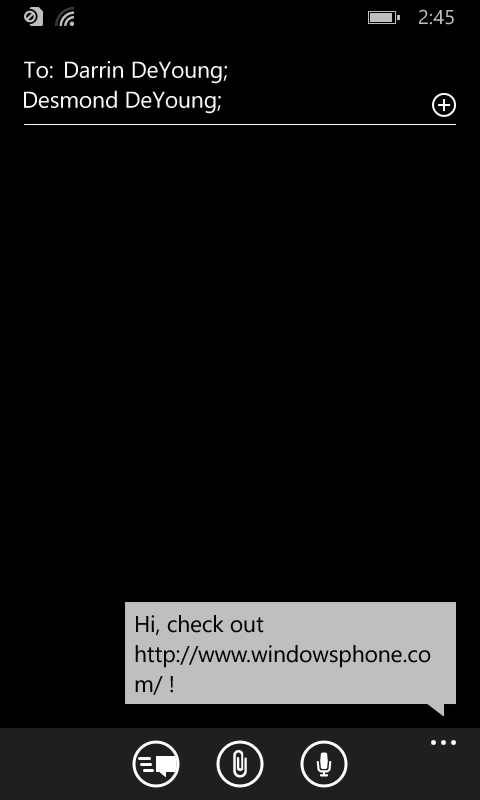 2:45
To: Darrin DeYoung;
Desmond DeYoung;
Hi, check out
http://www.windowsphone.co
m/ !